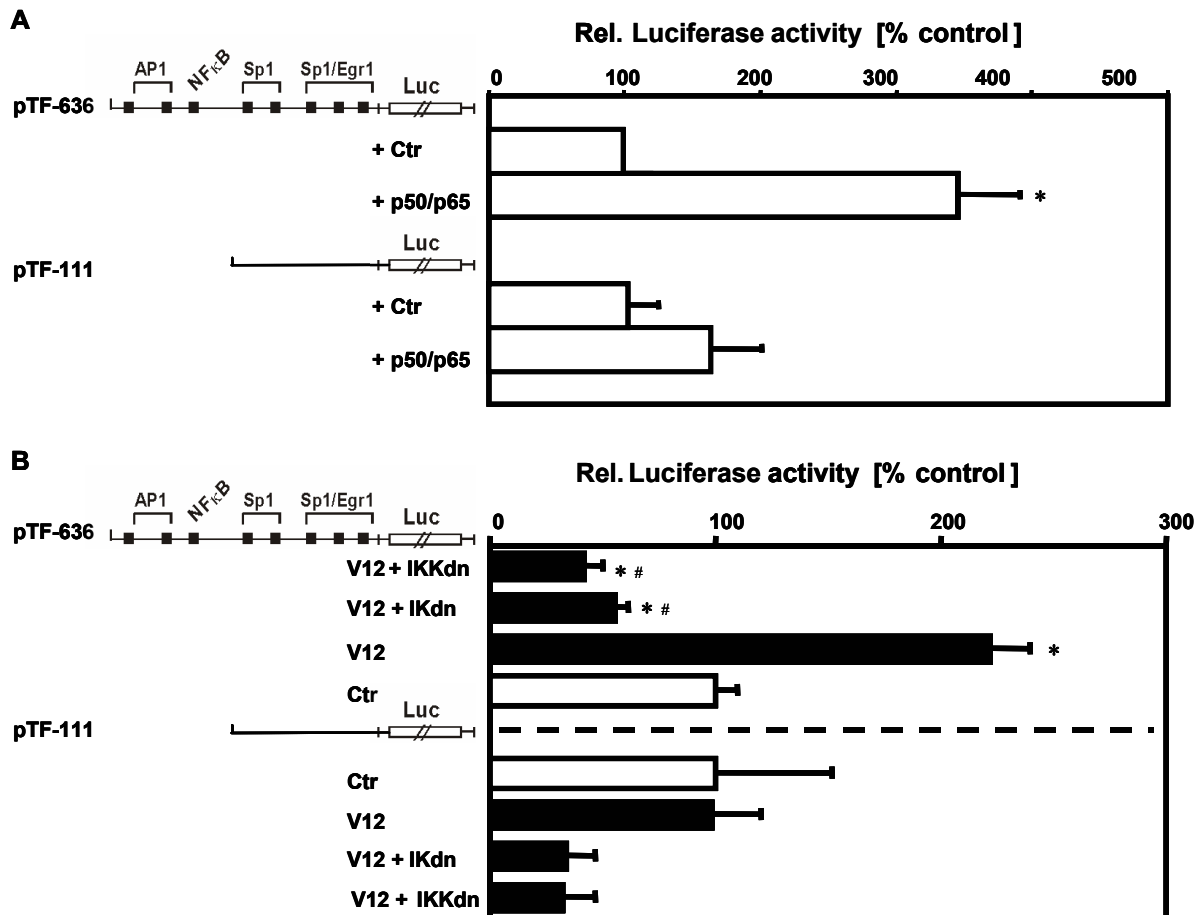 A
Rel. Luciferase activity [% control]
0 100 200 300 400 500
AP1 NFκB Sp1 Sp1/Egr1 Luc
pTF-636
+ Ctr
+ p50/p65 *
Luc
pTF-111
+ Ctr
+ p50/p65
B
Rel. Luciferase activity [% control]
0 100 200 300
AP1 NFκB Sp1 Sp1/Egr1 Luc
pTF-636
V12 + IKKdn * #
V12 + IKdn * #
V12 *
Ctr
Luc
pTF-111
Ctr
V12
V12 + IKdn
V12 + IKKdn